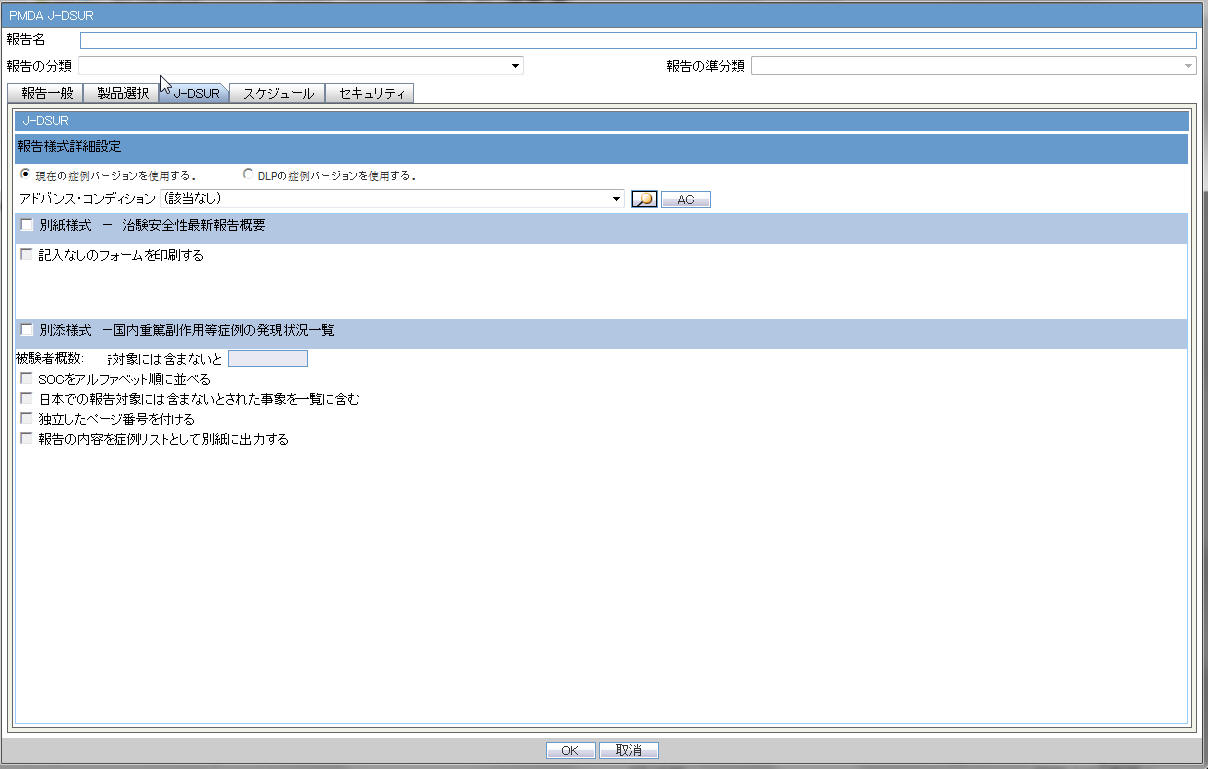 PMDA J-DSUR
報告名
報告の分類 報告の準分類
報告一般 製品選択 J-DSUR スケジュール セキュリティ
J-DSUR
報告様式詳細設定
現在の症例バージョンを使用する。 DLPの症例バージョンを使用する。
アドバンス・コンディション (該当なし) AC
別紙様式 － 治験安全性最新報告概要
記入なしのフォームを印刷する
別添様式 －国内重篤副作用等症例の発現状況一覧
被験者概数: 対象には含まないと
SOCをアルファベット順に並べる
日本での報告対象には含まないとされた事象を一覧に含む
独立したページ番号を付ける
報告の内容を症例リストとして別紙に出力する
OK 取消